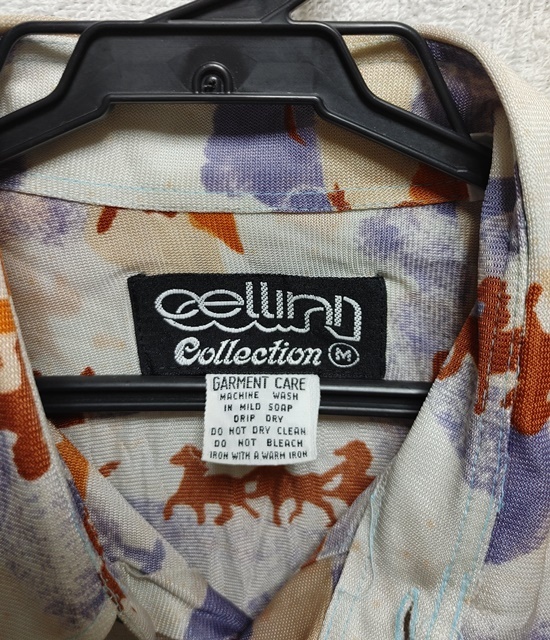 cellini
Collection M
GARMENT CARE
MACHINE WASH
IN MILD SOAP
DRIP DRY
DO NOT DRY CLEAN
DO NOT BLEACH
IRON WITH A WARM IRON